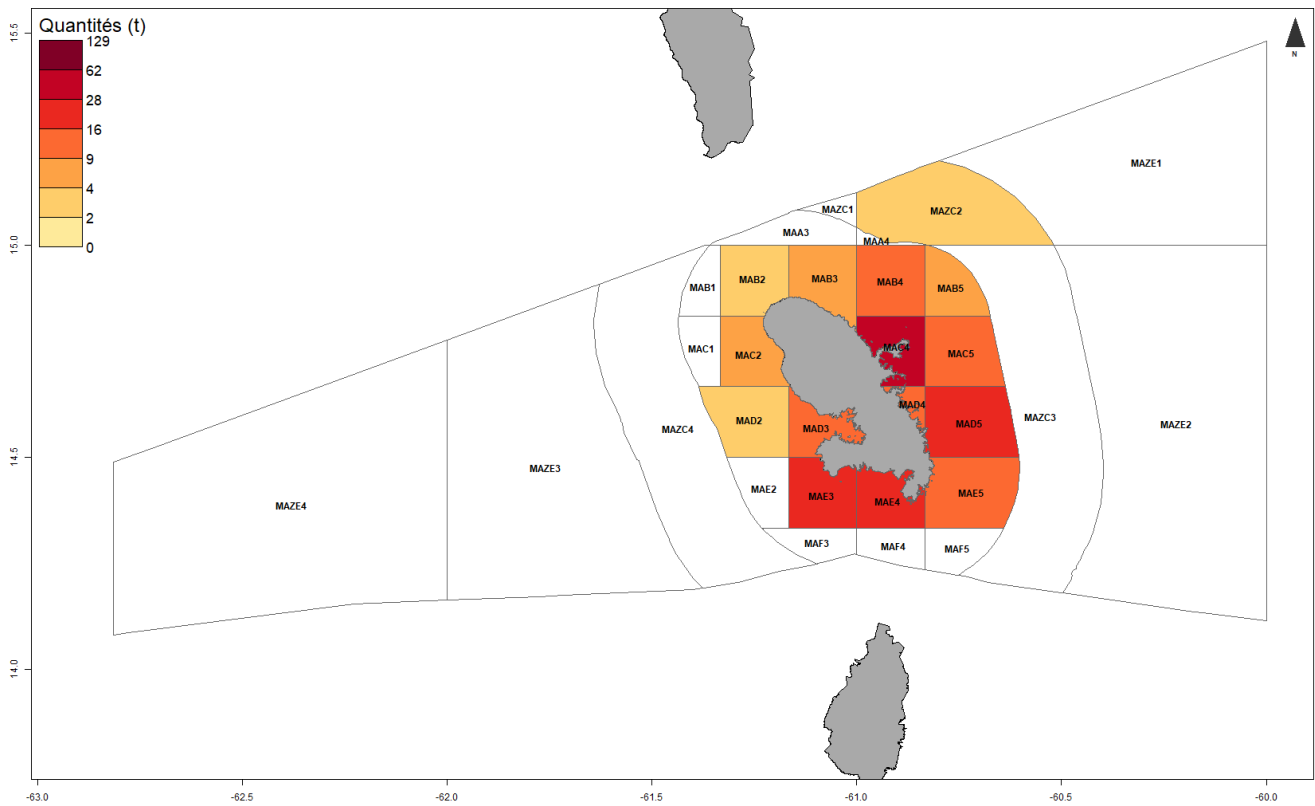 Quantités (t)
129
62
28
16
9
4
2
0
N
15.5
15.0
14.5
14.0
MAZE1
MAZC1
MAZC2
MAA3
MAA4
MAB1
MAB2
MAB3
MAB4
MAB5
MAC1
MAC2
MAC4
MAC5
MAD4
MAZC4
MAD2
MAD3
MAD5
MAZC3
MAZE2
MAZE3
MAZE4
MAE2
MAE3
MAE4
MAE5
MAF3
MAF4
MAF5
-63.0
-62.5
-62.0
-61.5
-61.0
-60.5
-60.0